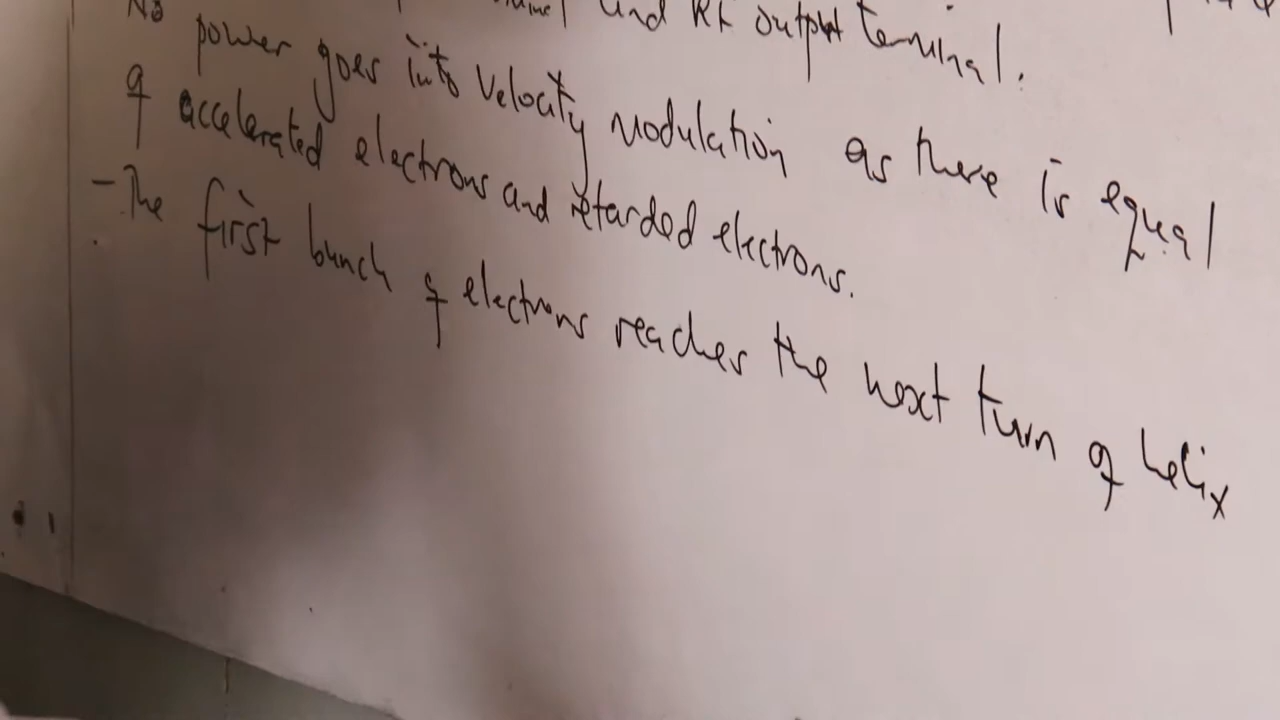 and RF output terminal.
No power goes into velocity modulation as there is equal
of accelerated electrons and retarded electrons.
- The first bunch of electrons reaches the next turn of helix